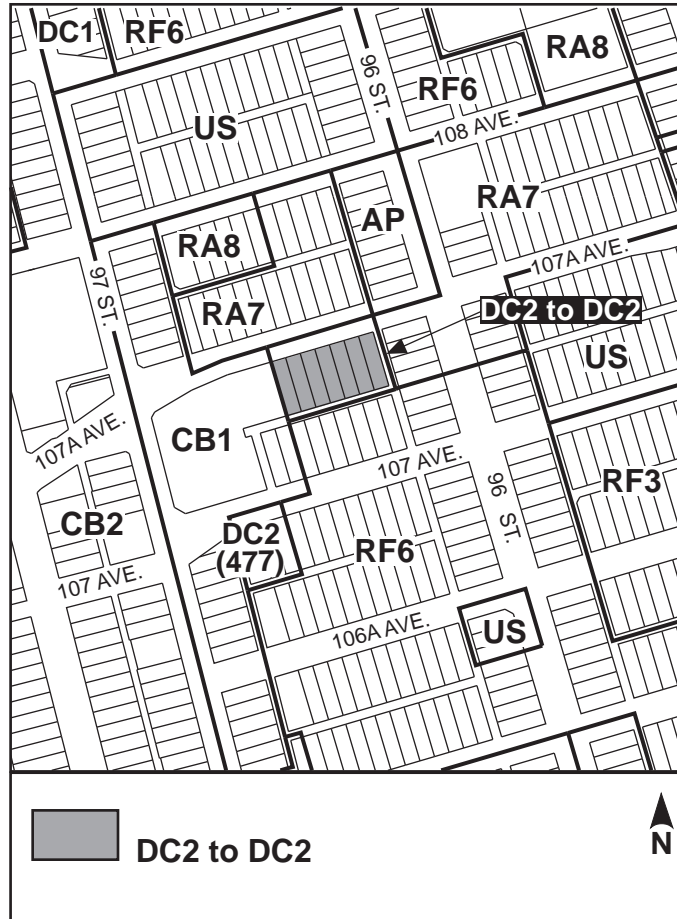 DC1
RF6
RA8
96 ST.
RF6
US
108 AVE.
RA7
AP
RA8
107A AVE.
97 ST.
RA7
DC2 to DC2
US
107A AVE.
CB1
107 AVE.
RF3
96 ST.
CB2
DC2
(477)
RF6
107 AVE.
106A AVE.
US
DC2 to DC2
N